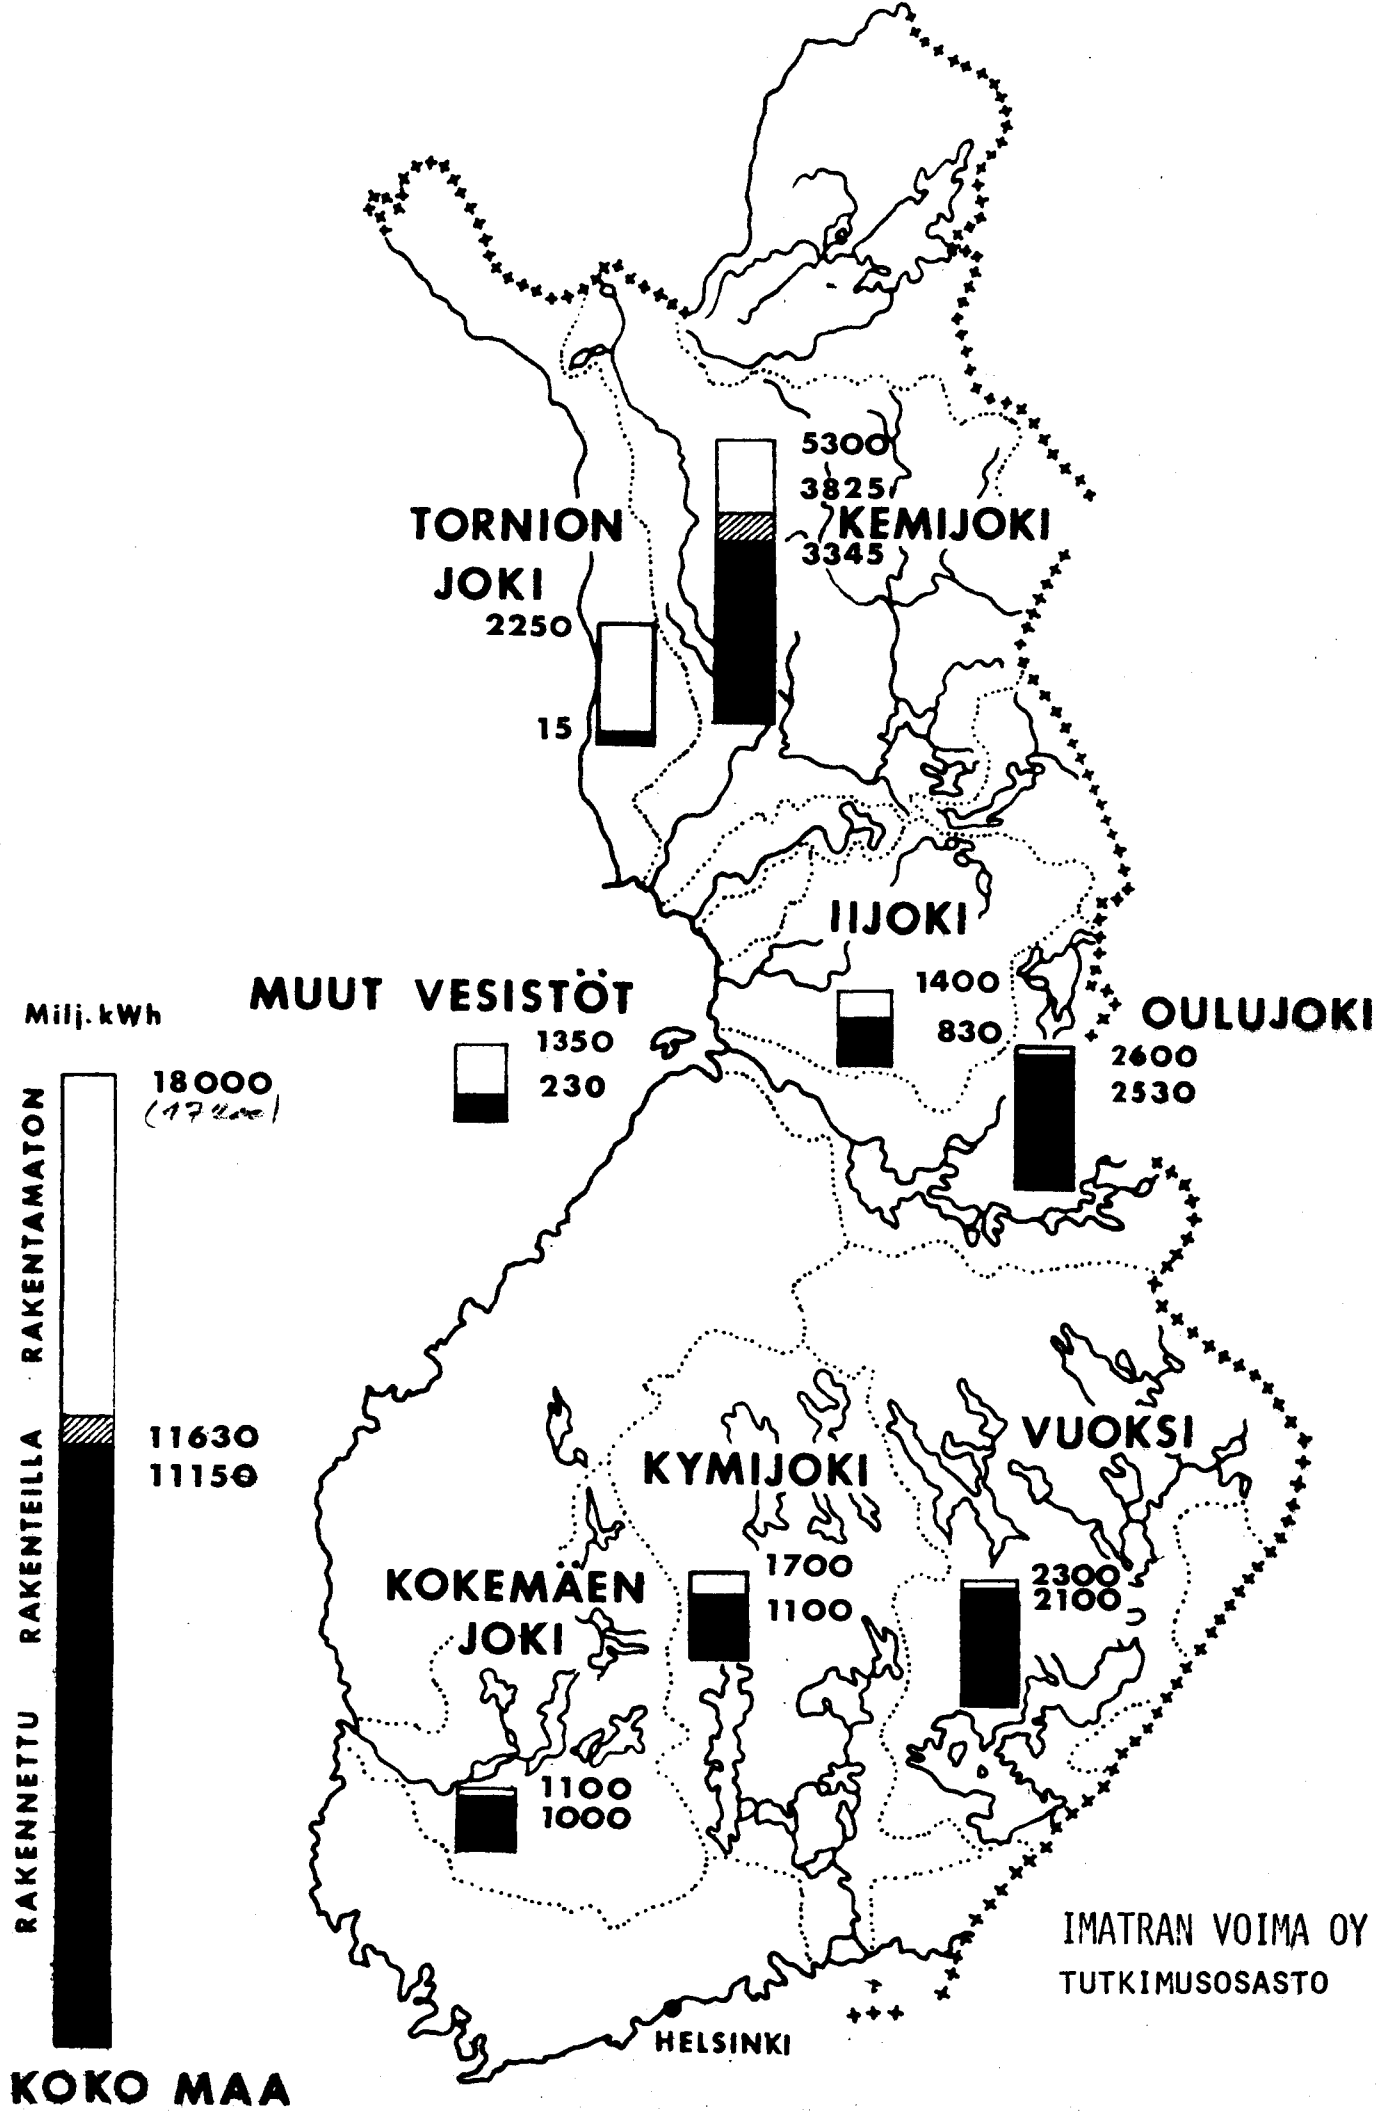 5300
3825
KEMIJOKI
3345
TORNION
JOKI
2250
15
IIJOKI
1400
830
OULUJOKI
2600
2530
MUUT VESISTÖT
1350
230
Milj. kWh
18000
11630
11150
RAKENNETTU RAKENTEILLA RAKENTAMATON
KOKO MAA
VUOKSI
2300
2100
KYMIJOKI
1700
1100
KOKEMÄEN
JOKI
1100
1000
HELSINKI
IMATRAN VOIMA OY
TUTKIMUSOSASTO